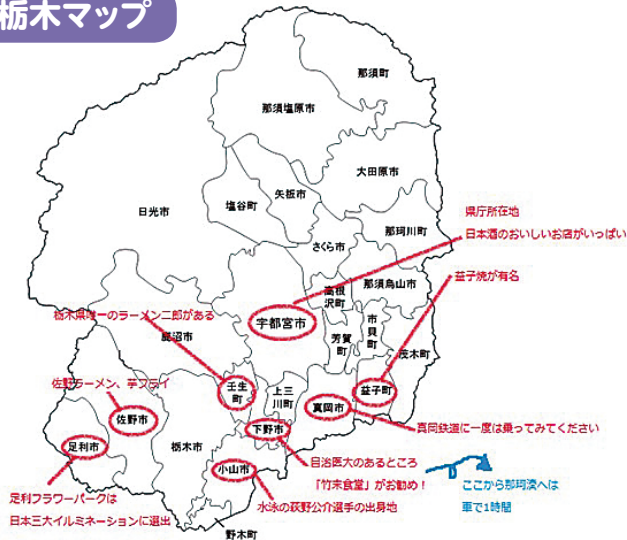 栃木マップ
那須町
那須塩原市
大田原市
矢板市
塩谷町
日光市
那珂川町
さくら市
県庁所在地
日本酒のおいしいお店がいっぱい
那須烏山市
高根
沢町
益子焼が有名
宇都宮市
栃木県唯一のラーメン二郎がある
鹿沼市
市
貝
町
芳賀
町
茂木町
佐野ラーメン、芋フライ
壬生
町
上三
川町
益子町
真岡市
佐野市
下野市
真岡鉄道に一度は乗ってみてください
足利市
栃木市
小山市
自治医大のあるところ
「竹末食堂」がお勧め！
ここから那珂湊へは
車で1時間
足利フラワーパークは
日本三大イルミネーションに選出
水泳の萩野公介選手の出身地
野木町